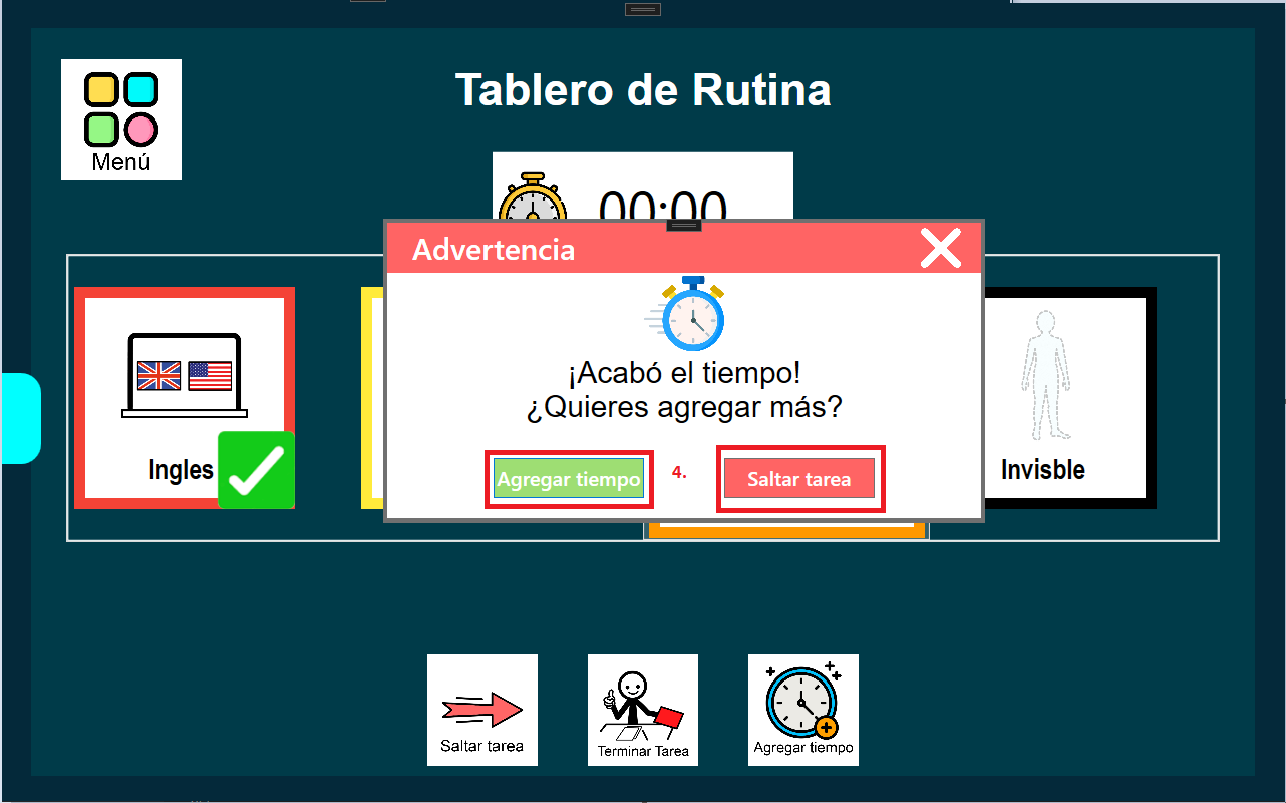 Tablero de Rutina
Menú
00:00
Advertencia
¡Acabó el tiempo!
¿Quieres agregar más?
Agregar tiempo
4.
Saltar tarea
Ingles
Invisble
Saltar tarea
Terminar Tarea
Agregar tiempo